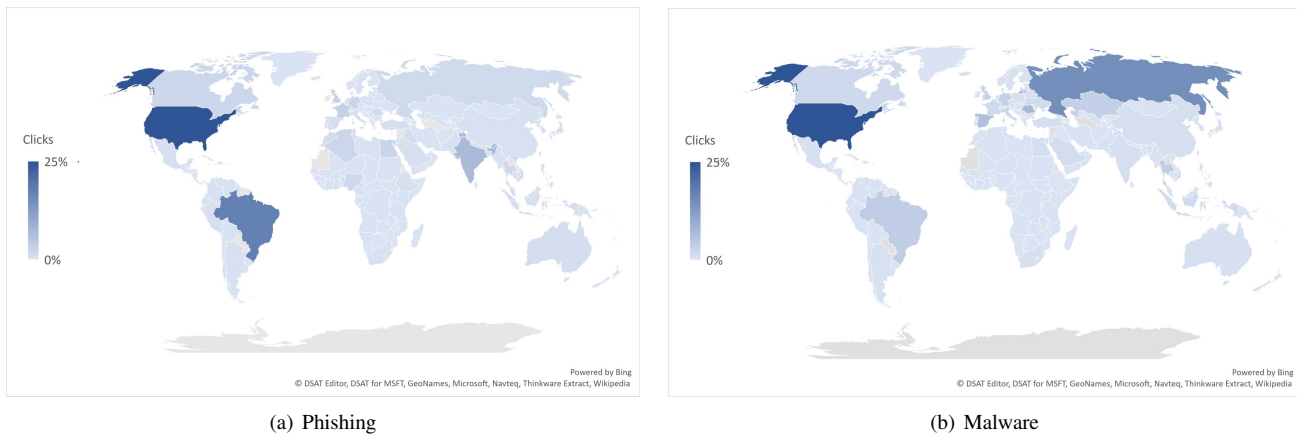 Clicks
25%
0%
Powered by Bing
© DSAT Editor, DSAT for MSFT, GeoNames, Microsoft, Navteq, Thinkware Extract, Wikipedia
(a) Phishing
Clicks
25%
0%
Powered by Bing
© DSAT Editor, DSAT for MSFT, GeoNames, Microsoft, Navteq, Thinkware Extract, Wikipedia
(b) Malware